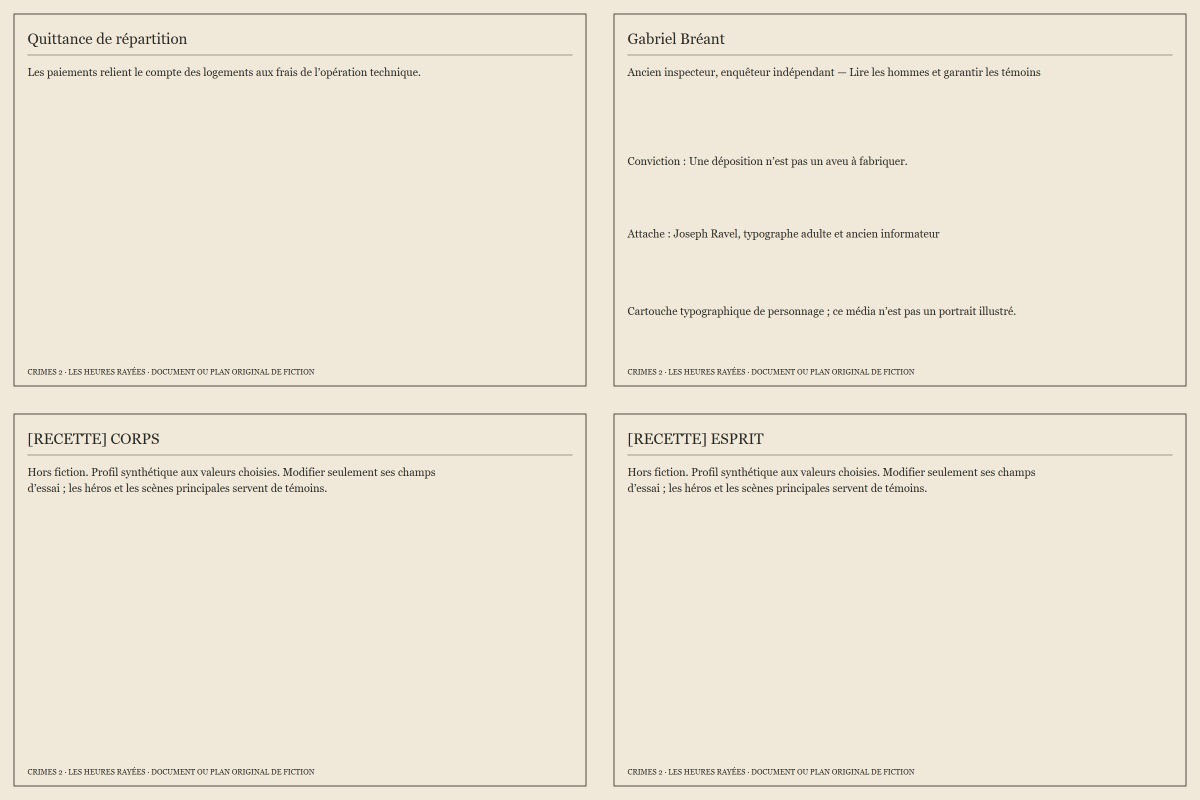 Quittance de répartition
Les paiements relient le compte des logements aux frais de l’opération technique.
CRIMES 2 · LES HEURES RAYÉES · DOCUMENT OU PLAN ORIGINAL DE FICTION
Gabriel Bréant
Ancien inspecteur, enquêteur indépendant — Lire les hommes et garantir les témoins
Conviction : Une déposition n’est pas un aveu à fabriquer.
Attache : Joseph Ravel, typographe adulte et ancien informateur
Cartouche typographique de personnage ; ce média n’est pas un portrait illustré.
CRIMES 2 · LES HEURES RAYÉES · DOCUMENT OU PLAN ORIGINAL DE FICTION
[RECETTE] CORPS
Hors fiction. Profil synthétique aux valeurs choisies. Modifier seulement ses champs
d’essai ; les héros et les scènes principales servent de témoins.
CRIMES 2 · LES HEURES RAYÉES · DOCUMENT OU PLAN ORIGINAL DE FICTION
[RECETTE] ESPRIT
Hors fiction. Profil synthétique aux valeurs choisies. Modifier seulement ses champs
d’essai ; les héros et les scènes principales servent de témoins.
CRIMES 2 · LES HEURES RAYÉES · DOCUMENT OU PLAN ORIGINAL DE FICTION